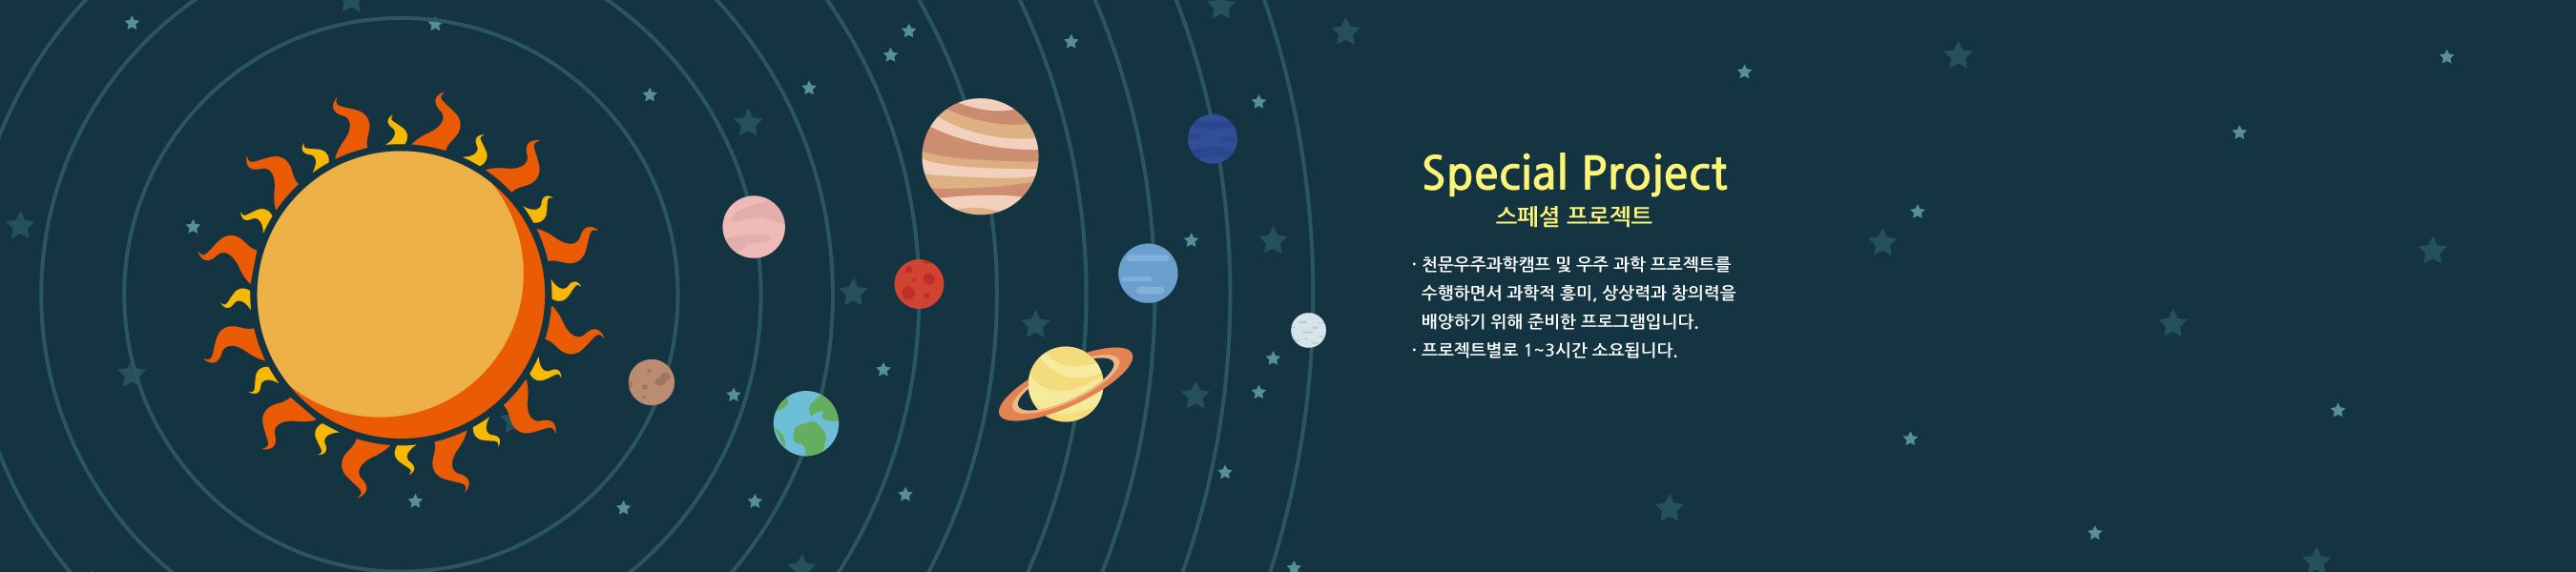 Special Project
스페셜 프로젝트
· 천문우주과학캠프 및 우주 과학 프로젝트를
수행하면서 과학적 흥미, 상상력과 창의력을
배양하기 위해 준비한 프로그램입니다.
· 프로젝트별로 1~3시간 소요됩니다.